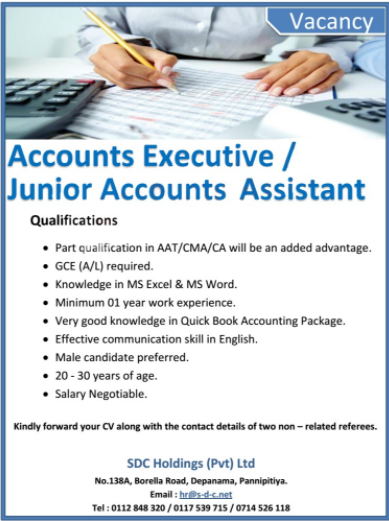 Vacancy
Accounts Executive /
Junior Accounts Assistant
Qualifications
• Part qualification in AAT/CMA/CA will be an added advantage.
• GCE (A/L) required.
• Knowledge in MS Excel & MS Word.
• Minimum 01 year work experience.
• Very good knowledge in Quick Book Accounting Package.
• Effective communication skill in English.
• Male candidate preferred.
• 20 - 30 years of age.
• Salary Negotiable.
Kindly forward your CV along with the contact details of two non – related referees.
SDC Holdings (Pvt) Ltd
No.138A, Borella Road, Depanama, Pannipitiya.
Email : hr@s-d-c.net
Tel : 0112 848 320 / 0117 539 715 / 0714 526 118